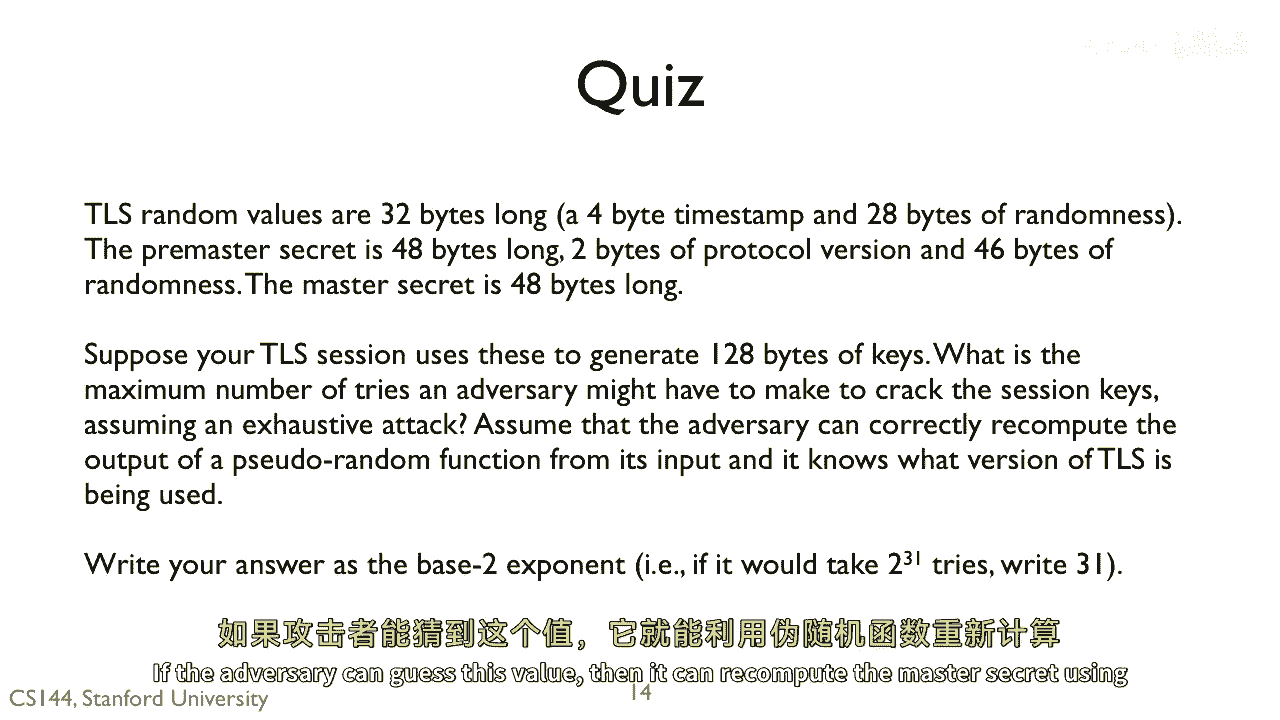 Quiz
TLS random values are 32 bytes long (a 4 byte timestamp and 28 bytes of randomness).
The premaster secret is 48 bytes long, 2 bytes of protocol version and 46 bytes of
randomness. The master secret is 48 bytes long.
Suppose your TLS session uses these to generate 128 bytes of keys. What is the
maximum number of tries an adversary might have to make to crack the session keys,
assuming an exhaustive attack? Assume that the adversary can correctly recompute the
output of a pseudo-random function from its input and it knows what version of TLS is
being used.
Write your answer as the base-2 exponent (i.e., if it would take 2³¹ tries, write 31).
如果攻击者能猜到这个值，它就能利用伪随机函数重新计算
If the adversary can guess this value, then it can recompute the master secret using
CS144, Stanford University
14